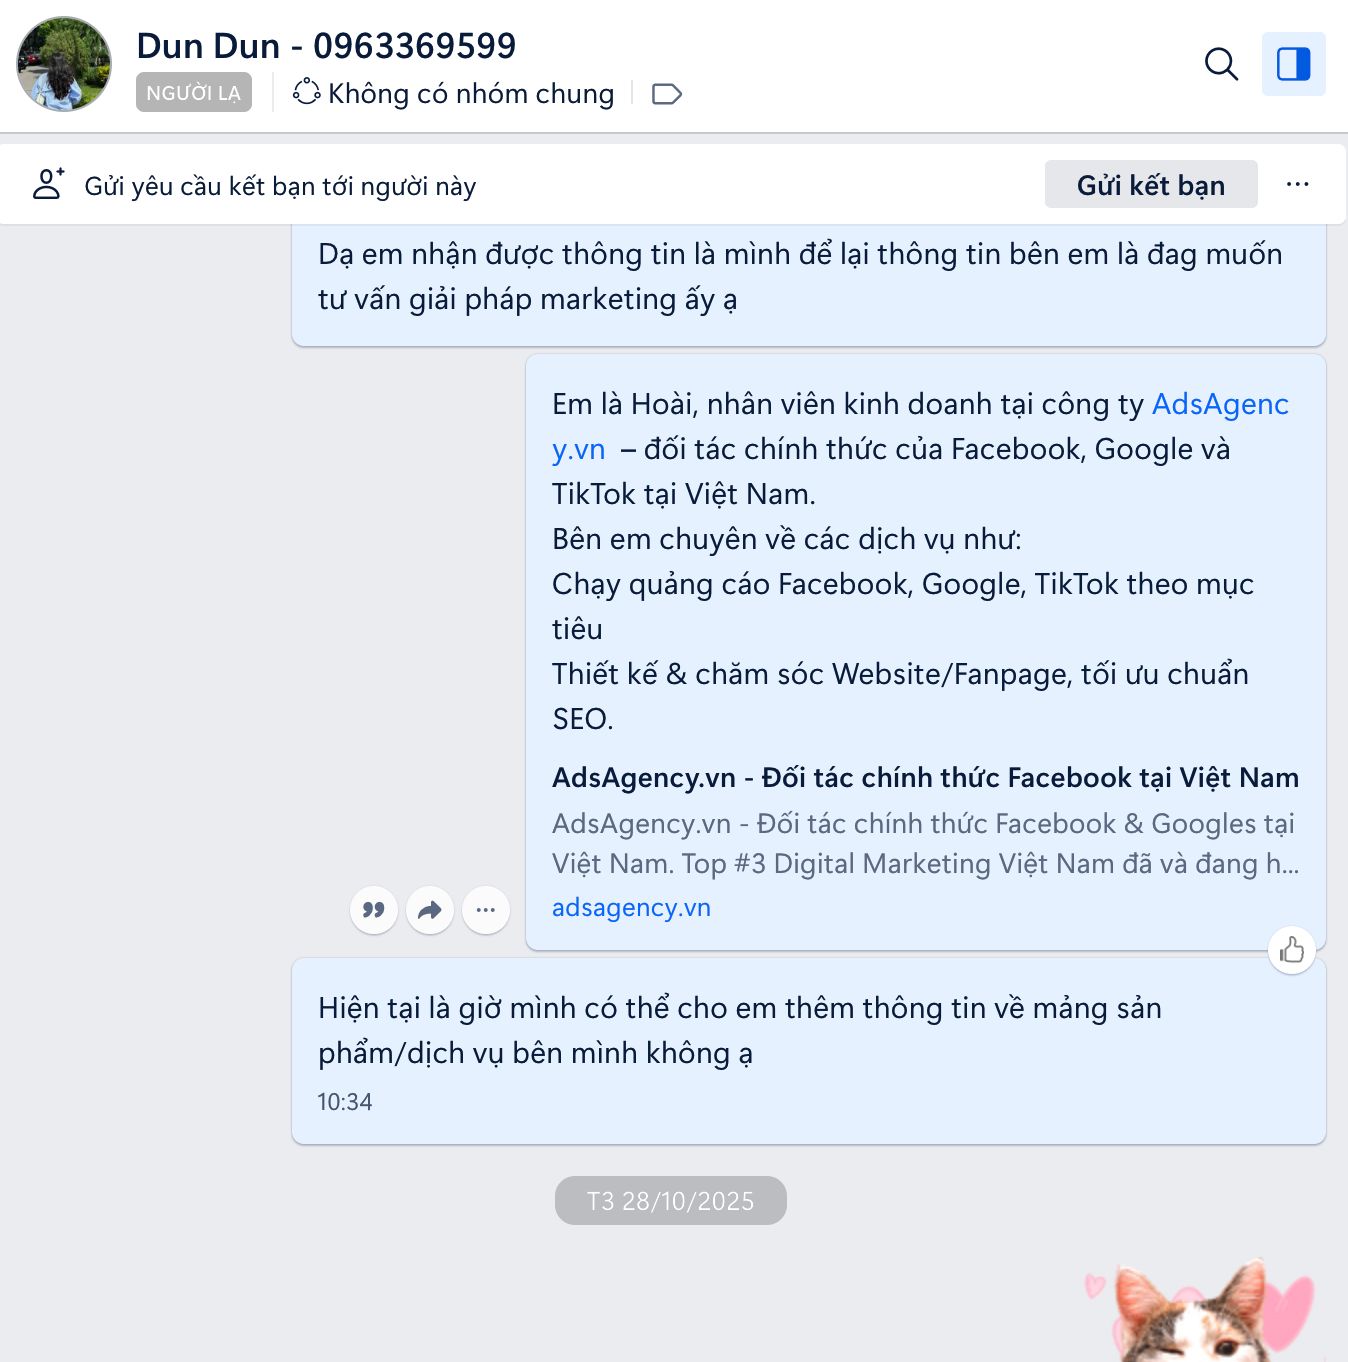 Dun Dun - 0963369599
NGƯỜI LẠ
Không có nhóm chung
Gửi yêu cầu kết bạn tới người này
Gửi kết bạn
Dạ em nhận được thông tin là mình để lại thông tin bên em là đag muốn
tư vấn giải pháp marketing ấy ạ
Em là Hoài, nhân viên kinh doanh tại công ty AdsAgenc
y.vn – đối tác chính thức của Facebook, Google và
TikTok tại Việt Nam.
Bên em chuyên về các dịch vụ như:
Chạy quảng cáo Facebook, Google, TikTok theo mục
tiêu
Thiết kế & chăm sóc Website/Fanpage, tối ưu chuẩn
SEO.
AdsAgency.vn - Đối tác chính thức Facebook tại Việt Nam
AdsAgency.vn - Đối tác chính thức Facebook & Googles tại
Việt Nam. Top #3 Digital Marketing Việt Nam đã và đang h...
adsagency.vn
Hiện tại là giờ mình có thể cho em thêm thông tin về mảng sản
phẩm/dịch vụ bên mình không ạ
10:34
T3 28/10/2025